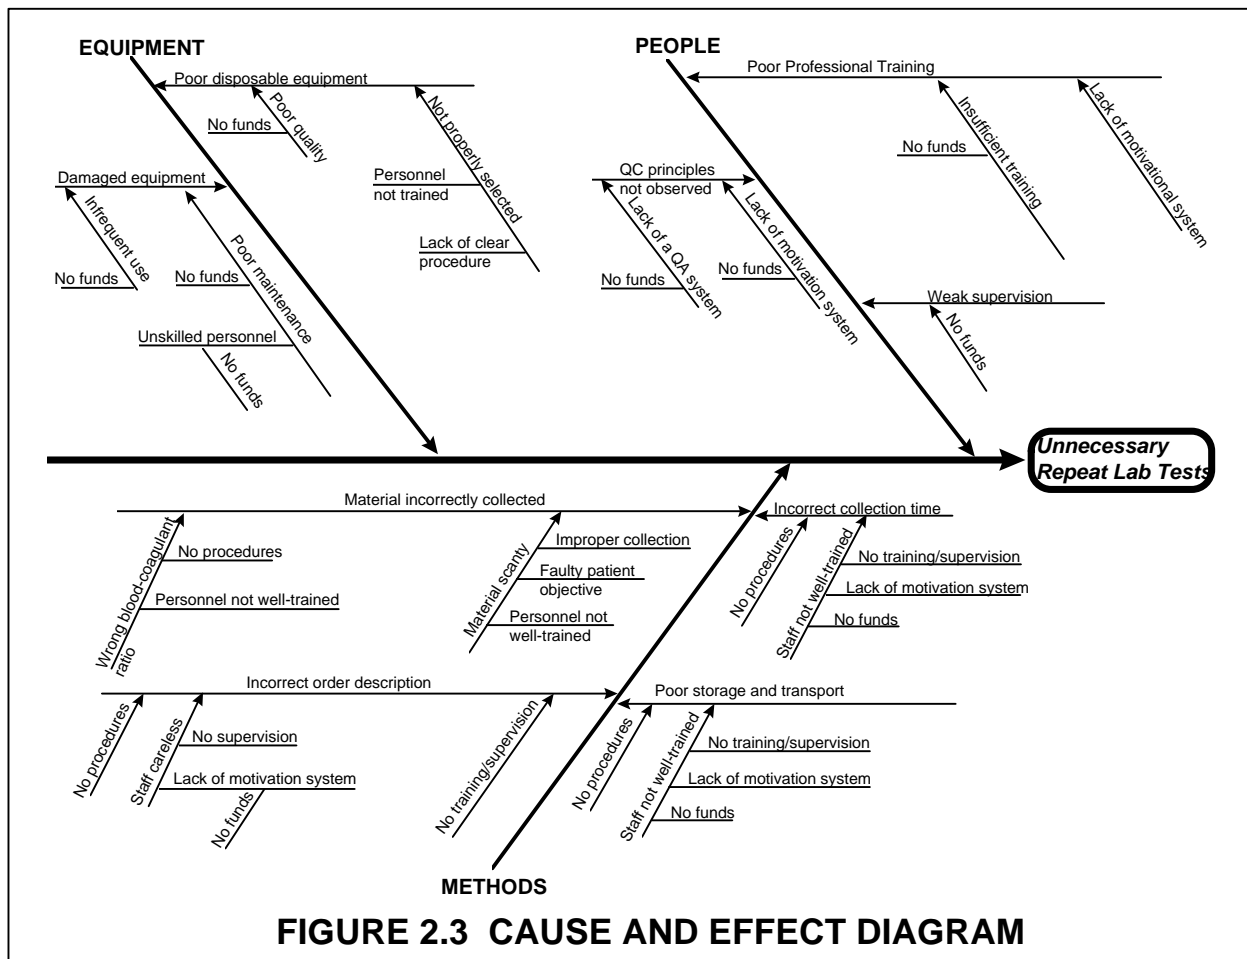 EQUIPMENT
Poor disposable equipment
Poor quality
No funds
Not properly selected
Personnel
not trained
Lack of clear
procedure
Damaged equipment
Infrequent use
No funds
Poor maintenance
No funds
Unskilled personnel
No funds
PEOPLE
Poor Professional Training
Insufficient training
No funds
Lack of motivational system
QC principles
not observed
Lack of a QA system
No funds
Lack of motivation system
No funds
Weak supervision
No funds
Unnecessary
Repeat Lab Tests
Material incorrectly collected
Wrong blood-coagulant
ratio
No procedures
Personnel not well-trained
Material scanty
Improper collection
Faulty patient
objective
Personnel not
well-trained
Incorrect collection time
No procedures
Staff not well-trained
No training/supervision
Lack of motivation system
No funds
Incorrect order description
No procedures
Staff careless
No supervision
Lack of motivation system
No funds
No training/supervision
Poor storage and transport
No procedures
Staff not well-trained
No training/supervision
Lack of motivation system
No funds
METHODS
FIGURE 2.3 CAUSE AND EFFECT DIAGRAM